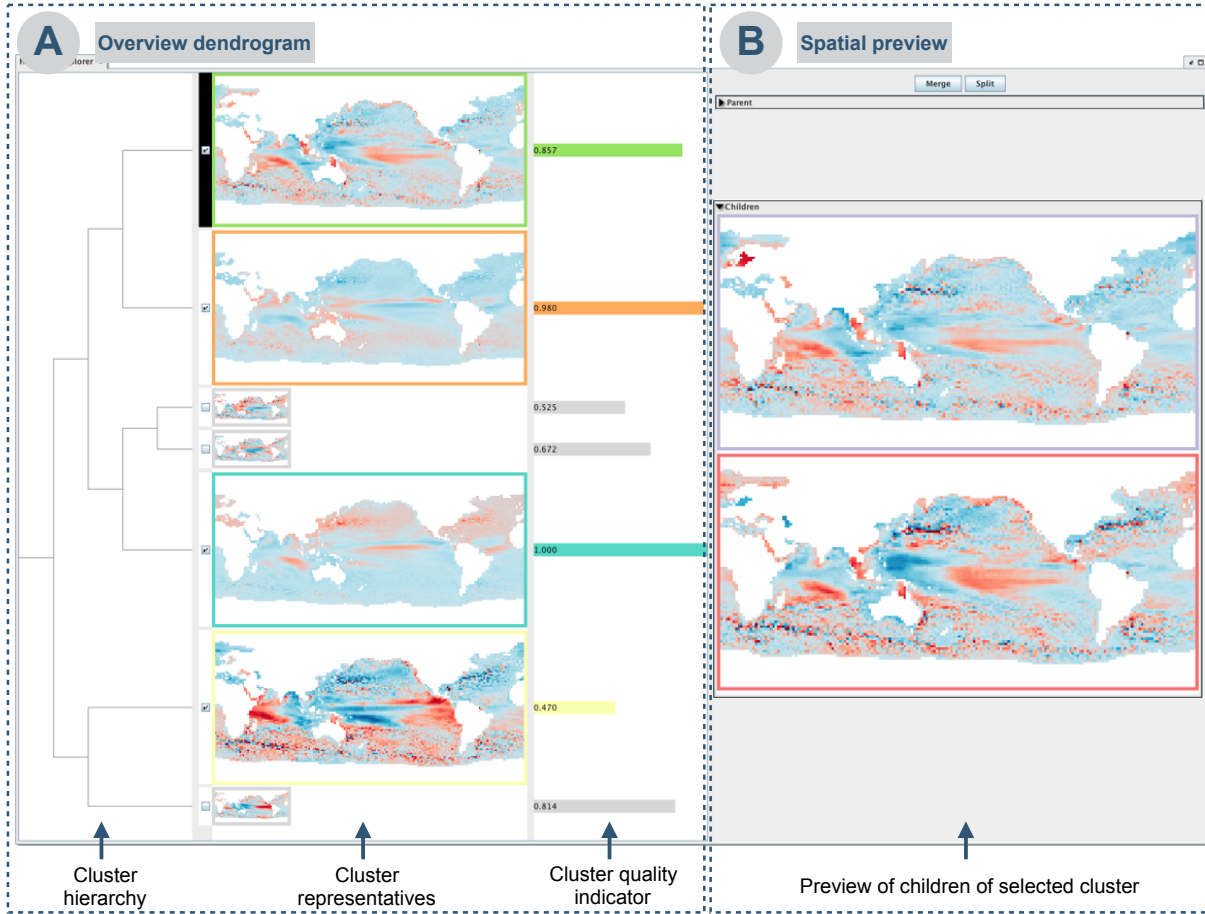 A
Overview dendrogram
B
Spatial preview
Merge
Split
Parent
0.857
Children
0.980
0.525
0.672
1.000
0.470
0.814
Cluster
hierarchy
Cluster
representatives
Cluster quality
indicator
Preview of children of selected cluster